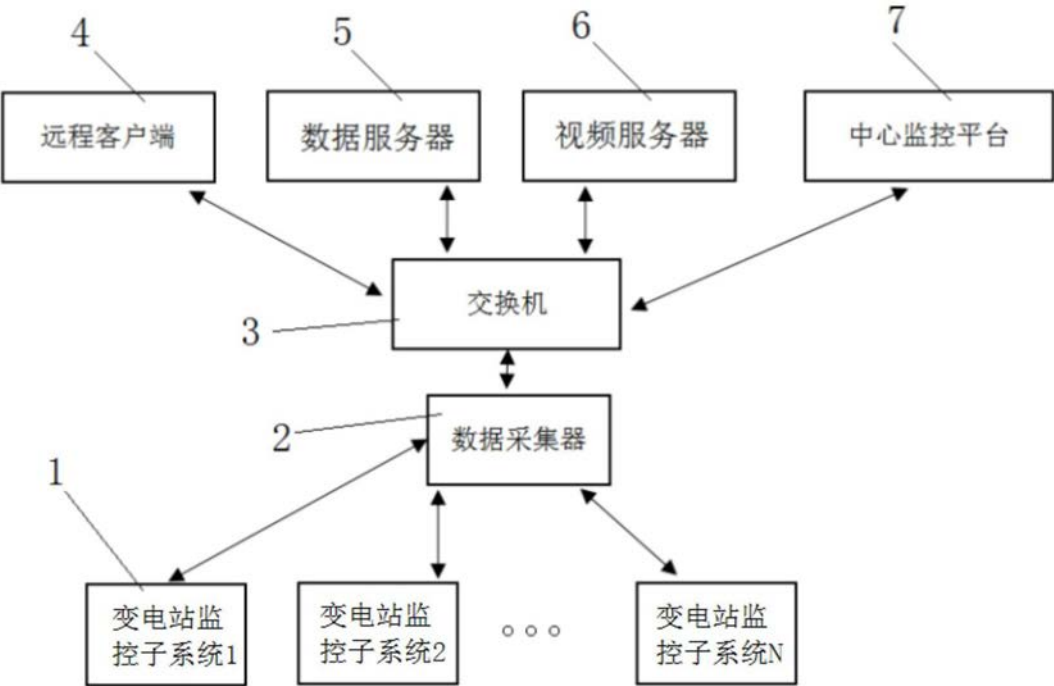 4
5
6
7
远程客户端
数据服务器
视频服务器
中心监控平台
交换机
3
2
数据采集器
1
变电站监
控子系统1
变电站监
控子系统2
变电站监
控子系统N